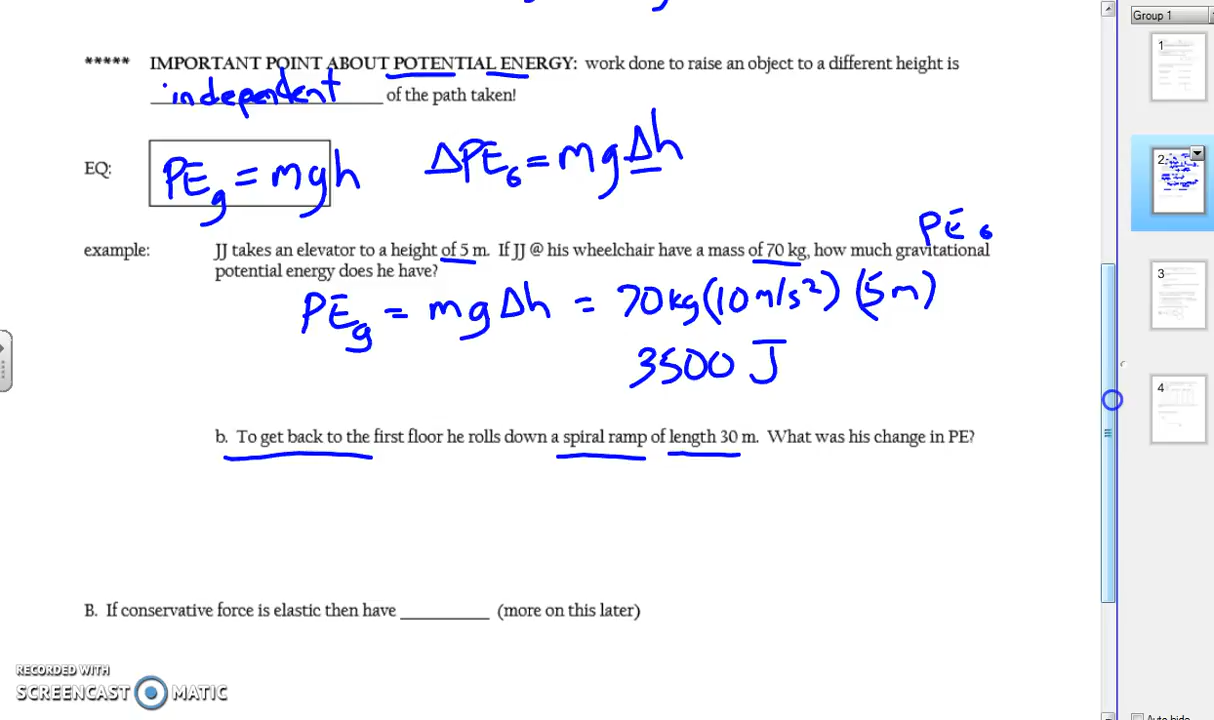 Group 1
***** IMPORTANT POINT ABOUT POTENTIAL ENERGY: work done to raise an object to a different height is
independent of the path taken!
EQ: PEg = mgh ΔPEG = mgΔh
PEG
example: JJ takes an elevator to a height of 5 m. If JJ @ his wheelchair have a mass of 70 kg, how much gravitational
potential energy does he have?
PEg = mgΔh = 70kg(10m/s²)(5m)
3500 J
b. To get back to the first floor he rolls down a spiral ramp of length 30 m. What was his change in PE?
B. If conservative force is elastic then have _________ (more on this later)
RECORDED WITH
SCREENCAST MATIC
1
2
3
4
Auto hide